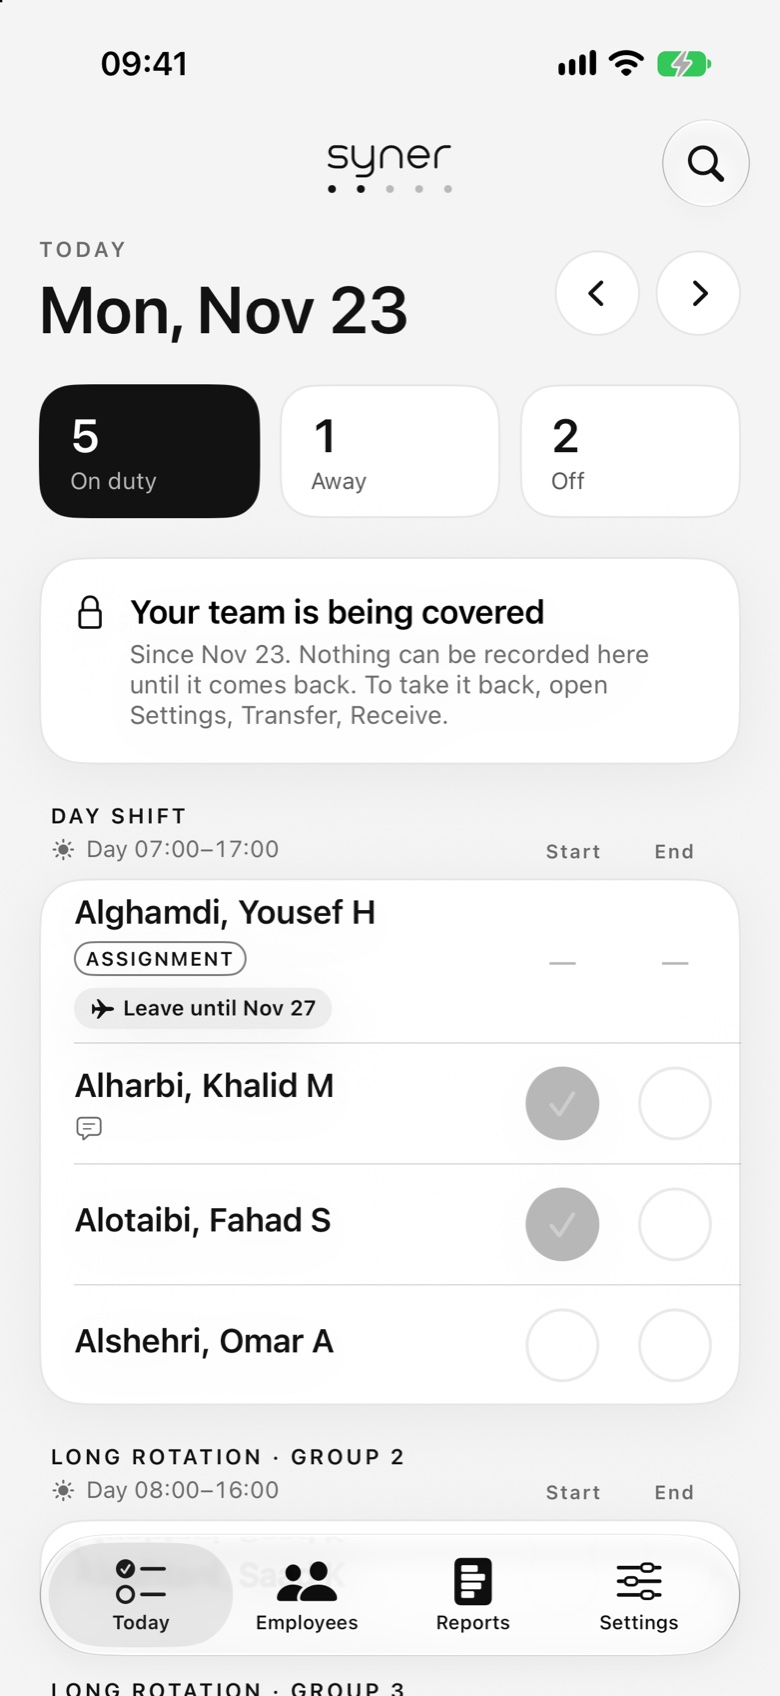 09:41
syner
TODAY
Mon, Nov 23
5
On duty
1
Away
2
Off
Your team is being covered
Since Nov 23. Nothing can be recorded here
until it comes back. To take it back, open
Settings, Transfer, Receive.
DAY SHIFT
Day 07:00–17:00
Start
End
Alghamdi, Yousef H
ASSIGNMENT
— —
Leave until Nov 27
Alharbi, Khalid M
Alotaibi, Fahad S
Alshehri, Omar A
LONG ROTATION · GROUP 2
Day 08:00–16:00
Start
End
Today
Employees
Reports
Settings
LONG ROTATION · GROUP 3